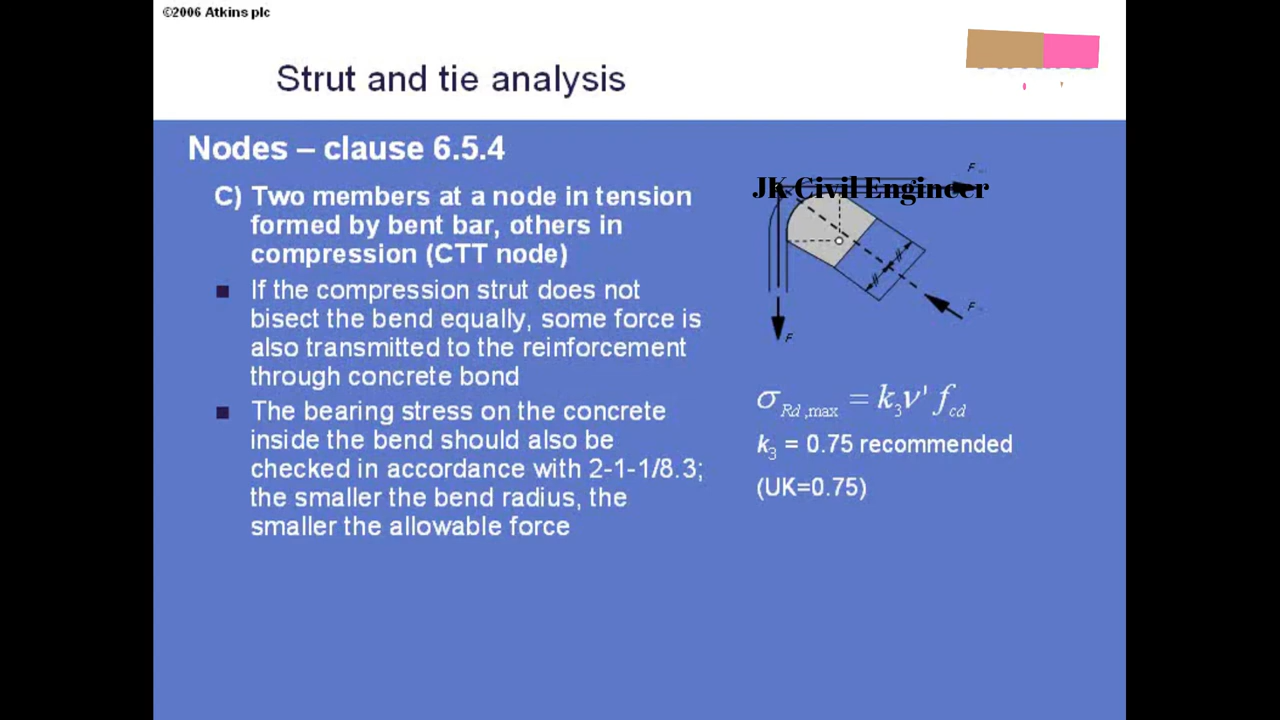 ©2006 Atkins plc
Strut and tie analysis
Nodes – clause 6.5.4
C) Two members at a node in tension
formed by bent bar, others in
compression (CTT node)
■ If the compression strut does not
bisect the bend equally, some force is
also transmitted to the reinforcement
through concrete bond
■ The bearing stress on the concrete
inside the bend should also be
checked in accordance with 2-1-1/8.3;
the smaller the bend radius, the
smaller the allowable force
F
JK Civil Engineer
F
F
σRd,max = k3ν' fcd
k3 = 0.75 recommended
(UK=0.75)